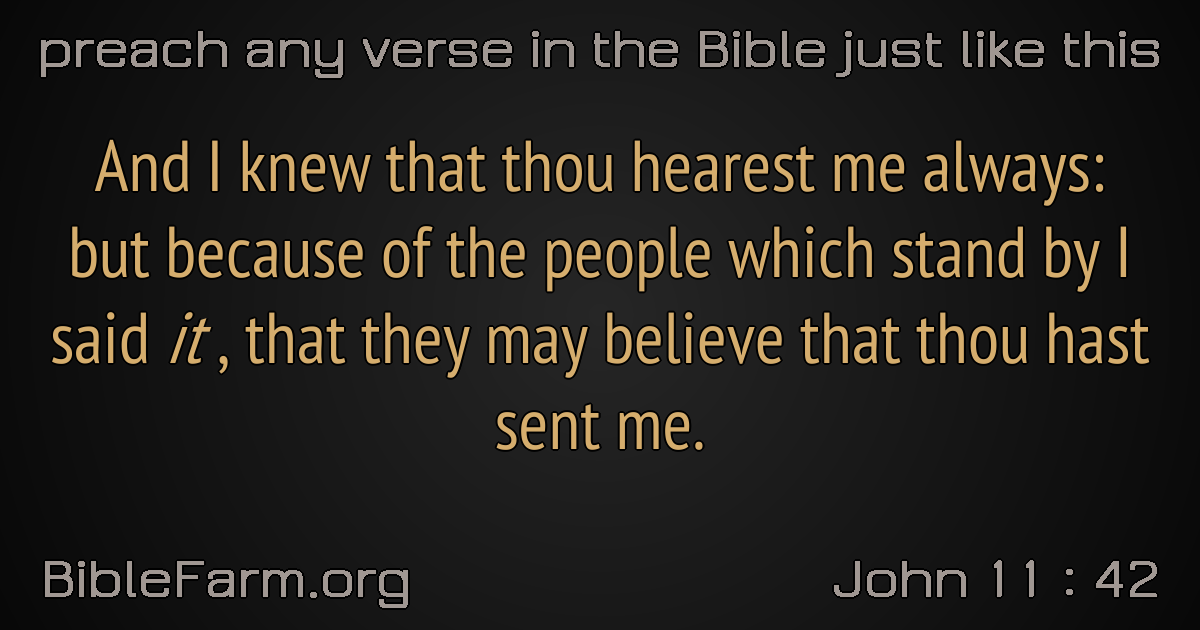 preach any verse in the Bible just like this
And I knew that thou hearest me always:
but because of the people which stand by I
said it , that they may believe that thou hast
sent me.
BibleFarm.org
John 11 : 42